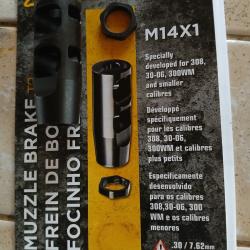 M14X1
Specially
developed for 308,
30-06, 300WM
and smaller
calibres
Développé
spécifiquement
pour les calibres
308, 30-06,
300WM et calibres
plus petits
Especificamente
desenvolvido
para os calibres
308,30-06, 300
WM e os calibres
menores
.30 / 7.62mm
MUZZLE BRAKE
FREIN DE BO
FOCINHO FR